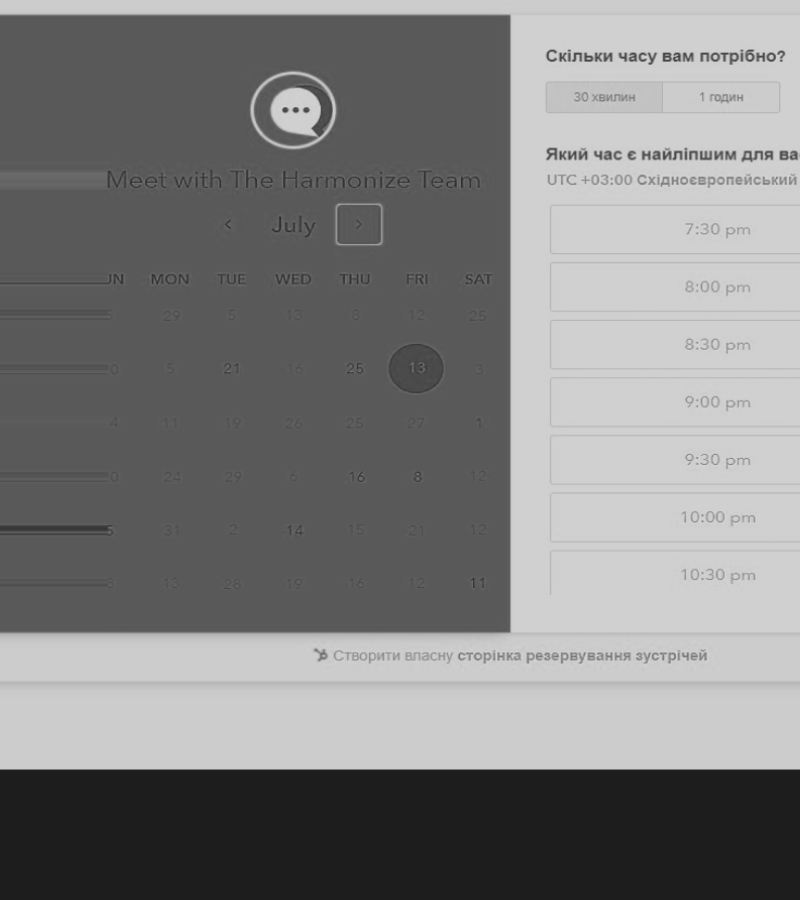 Meet with The Harmonize Team
July
UN MON TUE WED THU FRI SAT
5 29 5 13 8 12 25
0 5 21 16 25 13 3
4 11 19 26 25 27 1
0 24 29 6 16 8 12
5 31 2 14 15 21 12
8 13 28 19 16 12 11
Скільки часу вам потрібно?
30 хвилин 1 годин
Який час є найліпшим для ва
UTC +03:00 Східноєвропейський
7:30 pm
8:00 pm
8:30 pm
9:00 pm
9:30 pm
10:00 pm
10:30 pm
Створити власну сторінка резервування зустрічей